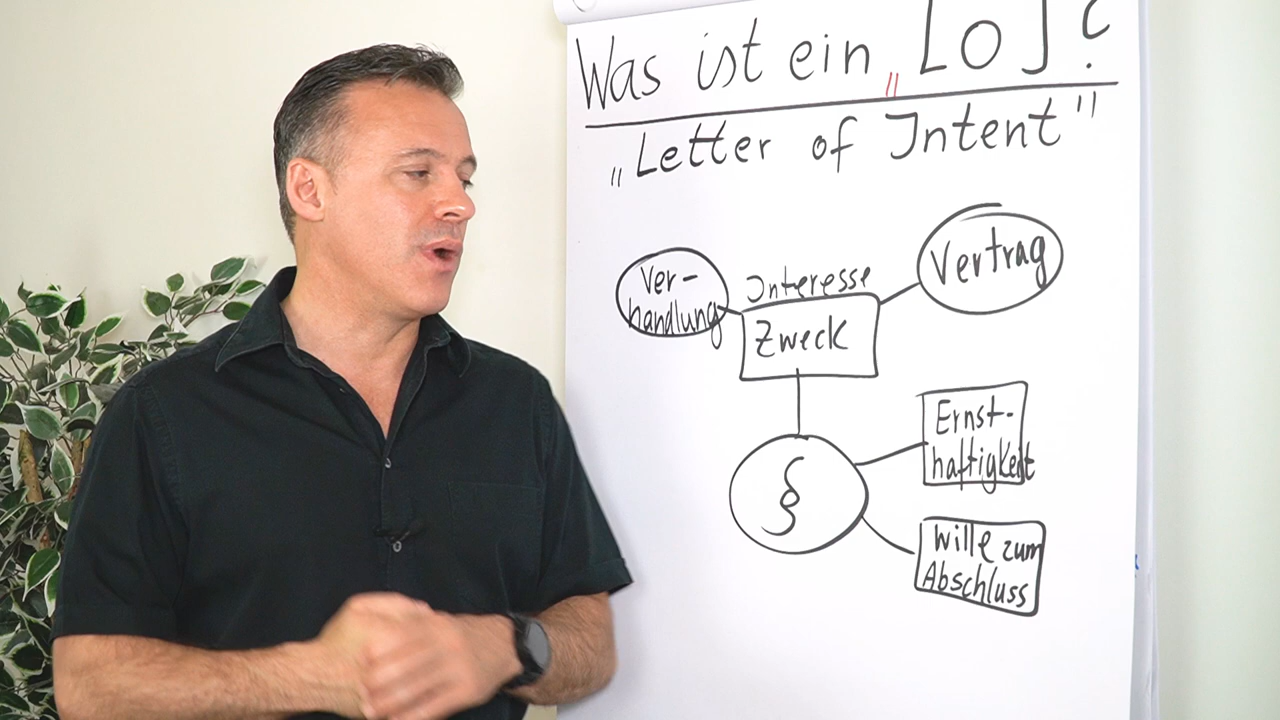 Was ist ein „LOI?
„Letter of Intent"
Ver-
handlung
Interesse
Zweck
Vertrag
§
Ernst-
haftigkeit
Wille zum
Abschluss